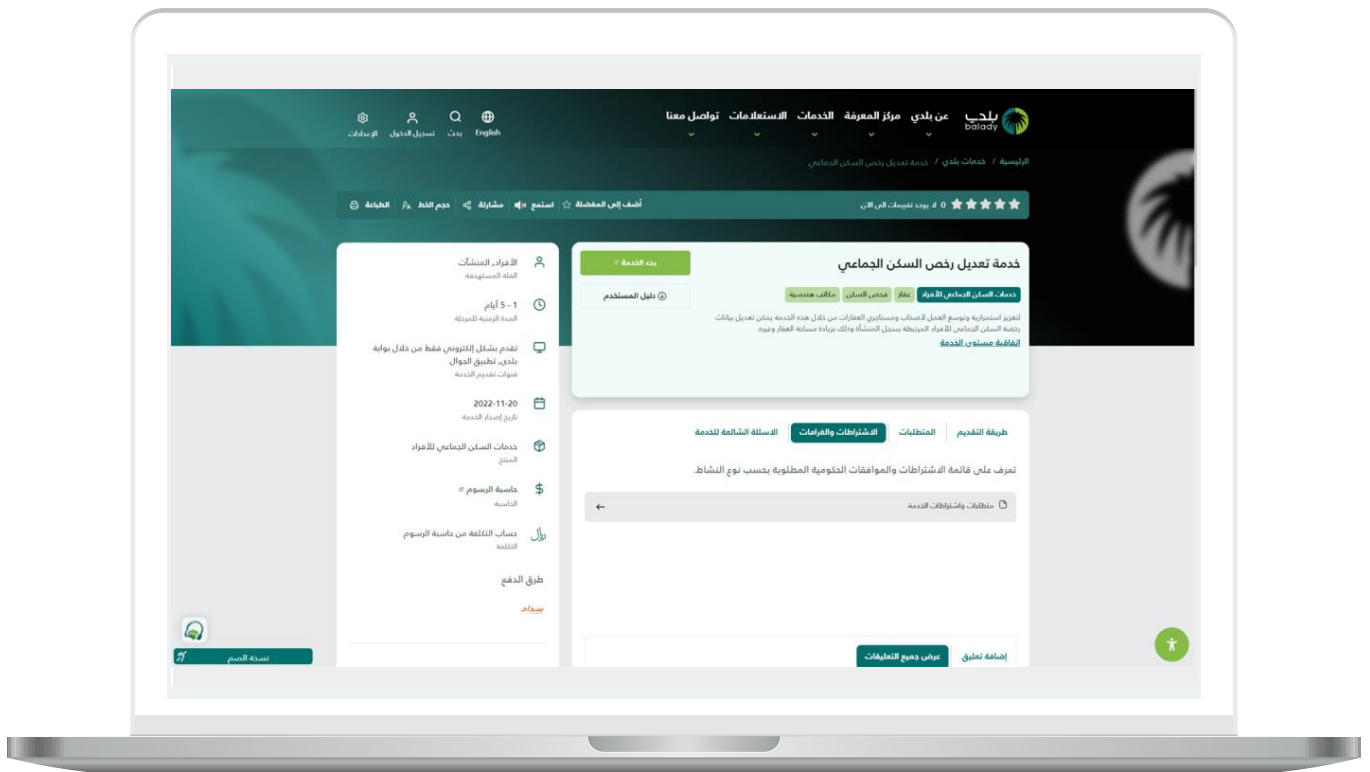 بلدي
balady
عن بلدي
مركز المعرفة
الخدمات
الاستعلامات
تواصل معنا
English
بحث
تسجيل الدخول
الإعدادات
الرئيسية / خدمات بلدي / خدمة تعديل رخص السكن الجماعي
0 لا يوجد تقييمات الى الآن.
أضف إلى المفضلة
استمع
مشاركة
حجم الخط
الطباعة
خدمة تعديل رخص السكن الجماعي
بدء الخدمة
خدمات السكن الجماعي للأفراد
عقار
فحص السكن
مكاتب هندسية
دليل المستخدم
لتعزيز استمرارية وتوسع العمل لأصحاب ومستأجري العقارات من خلال هذه الخدمة يمكن تعديل بيانات
رخصة السكن الجماعي للأفراد المرتبطة بسجل المنشأة وذلك بزيادة مساحة العقار وغيره.
اتفاقية مستوى الخدمة
طريقة التقديم
المتطلبات
الاشتراطات والغرامات
الاسئلة الشائعة للخدمة
تعرف على قائمة الاشتراطات والموافقات الحكومية المطلوبة بحسب نوع النشاط.
متطلبات واشتراطات الخدمة
إضافة تعليق
عرض جميع التعليقات
الأفراد, المنشآت
الفئة المستهدفة
1 - 5 أيام
المدة الزمنية للمرحلة
تقدم بشكل إلكتروني فقط من خلال بوابة
بلدي, تطبيق الجوال
قنوات تقديم الخدمة
2022-11-20
تاريخ إصدار الخدمة
خدمات السكن الجماعي للأفراد
المنتج
حاسبة الرسوم
الحاسبة
حساب التكلفة من حاسبة الرسوم
التكلفة
طرق الدفع
سداد
نسخة الصم